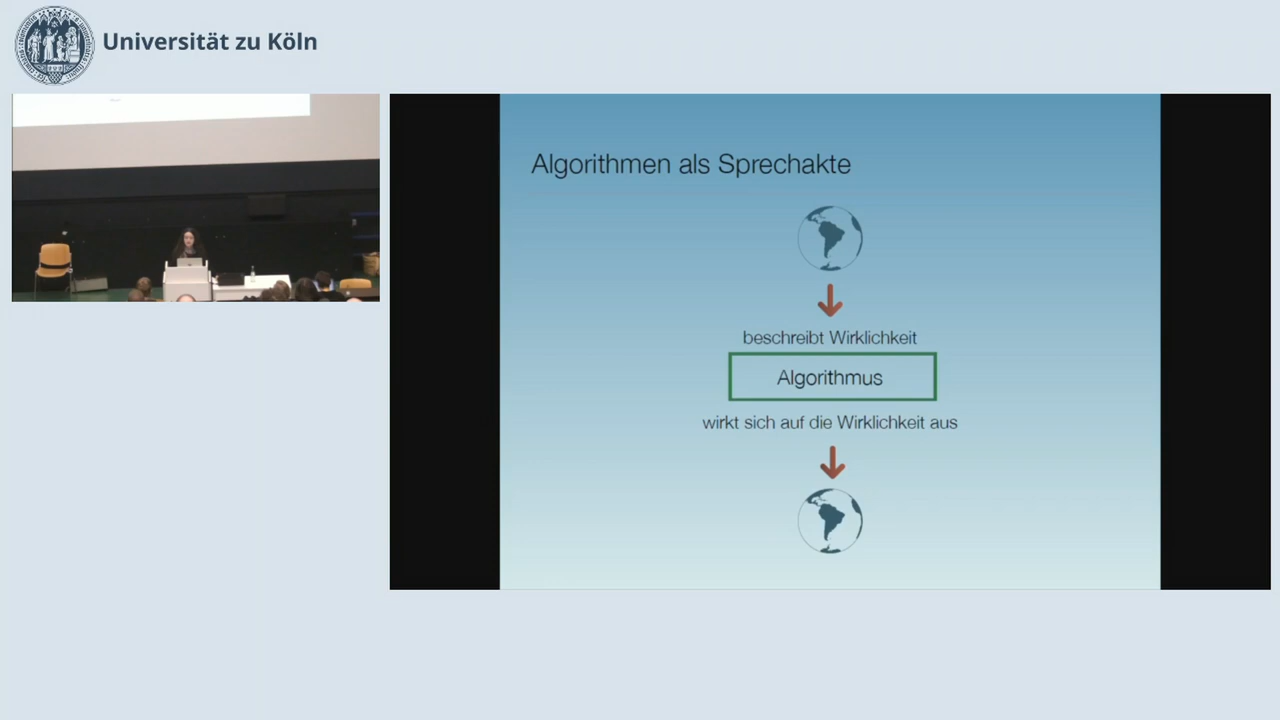 Universität zu Köln
Algorithmen als Sprechakte
beschreibt Wirklichkeit
Algorithmus
wirkt sich auf die Wirklichkeit aus